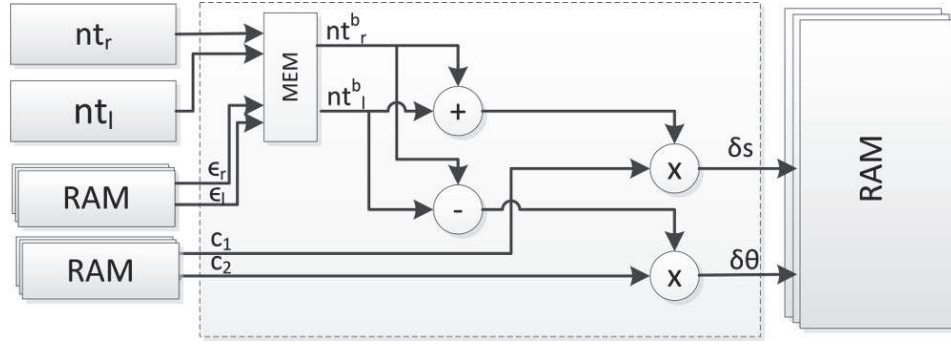 nt_r
nt_l
RAM
RAM
ϵ_r
ϵ_l
c_1
c_2
MEM
nt^b_r
nt^b_l
+
-
x
x
δs
δθ
RAM